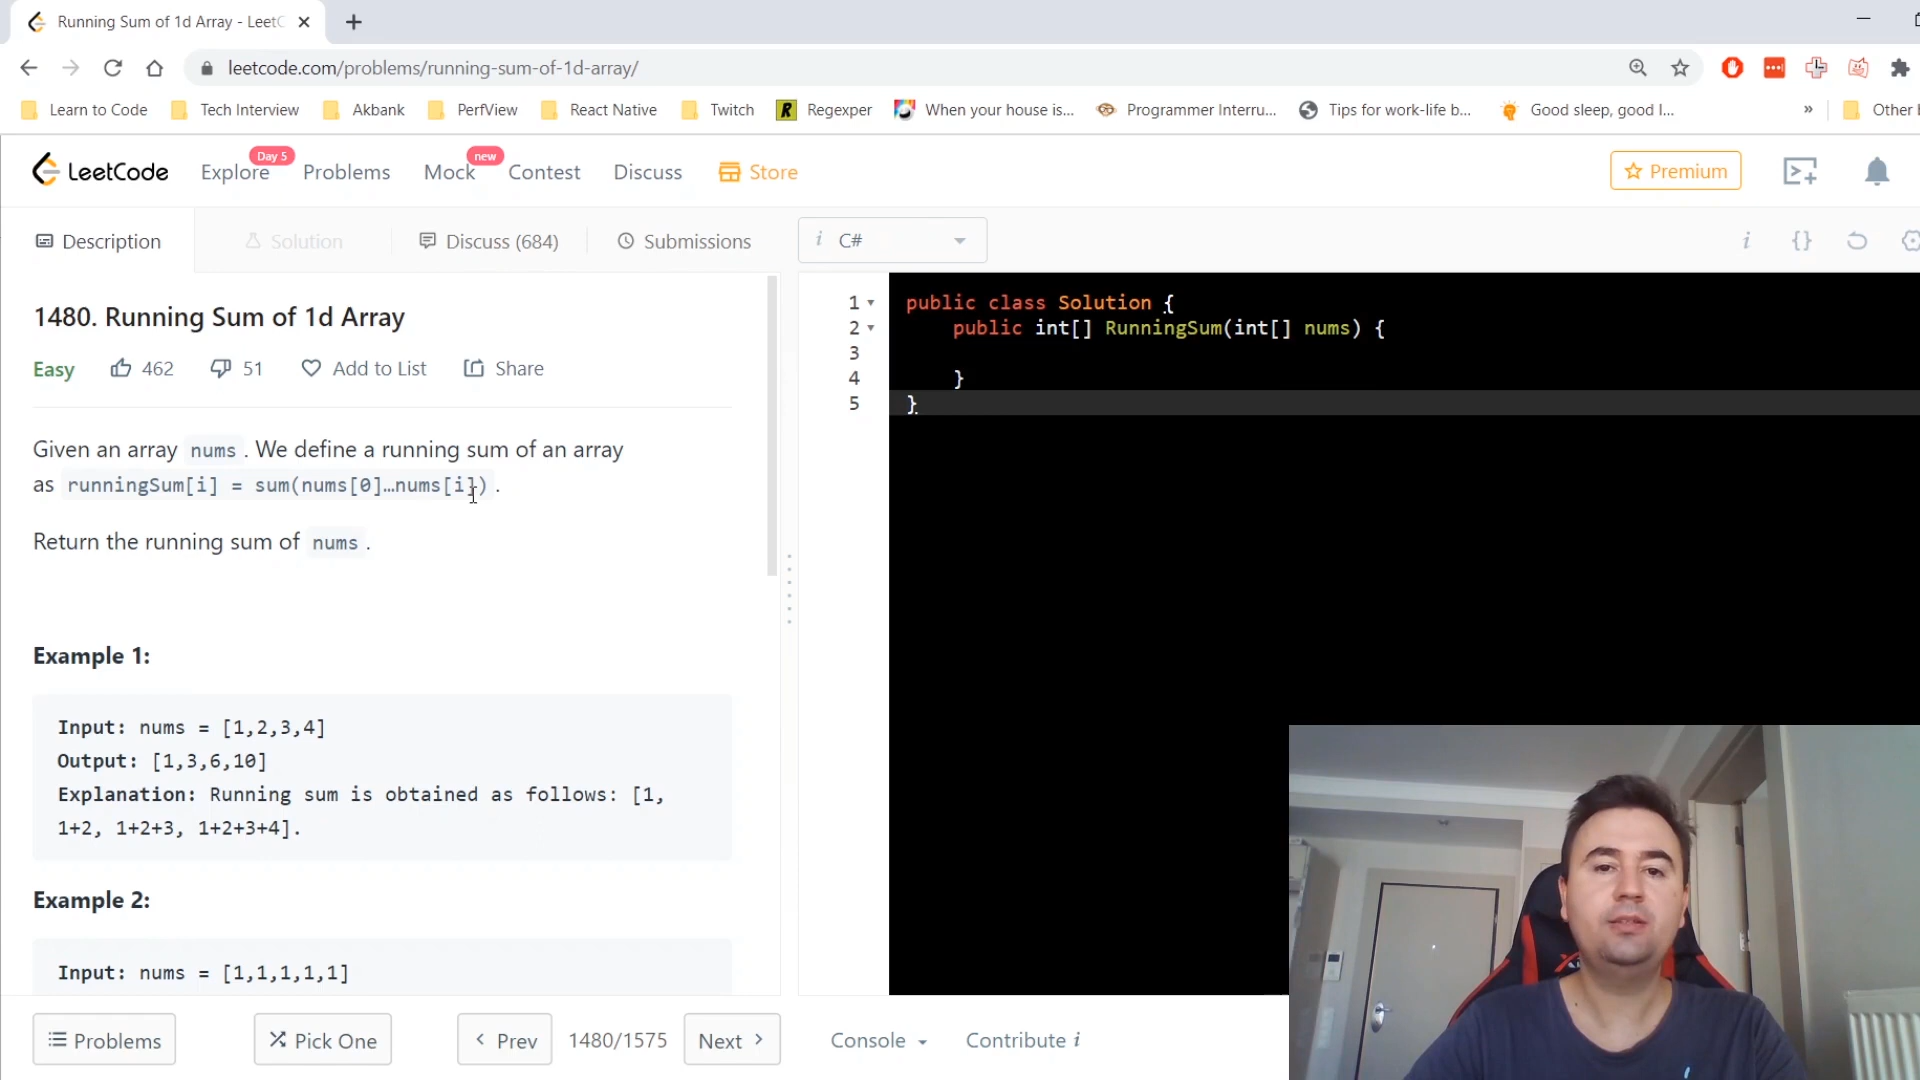 Running Sum of 1d Array - LeetC
leetcode.com/problems/running-sum-of-1d-array/
Learn to Code Tech Interview Akbank PerfView React Native Twitch R Regexper When your house is... Programmer Interru... Tips for work-life b... Good sleep, good l... » Other
LeetCode Explore Day 5 Problems Mock new Contest Discuss Store Premium
Description Solution Discuss (684) Submissions i C# i {}
1480. Running Sum of 1d Array
Easy 462 51 Add to List Share
Given an array nums . We define a running sum of an array
as runningSum[i] = sum(nums[0]…nums[i]) .
Return the running sum of nums .
Example 1:
Input: nums = [1,2,3,4]
Output: [1,3,6,10]
Explanation: Running sum is obtained as follows: [1,
1+2, 1+2+3, 1+2+3+4].
Example 2:
Input: nums = [1,1,1,1,1]
1 public class Solution {
2 public int[] RunningSum(int[] nums) {
3
4 }
5 }
Problems Pick One Prev 1480/1575 Next Console Contribute i